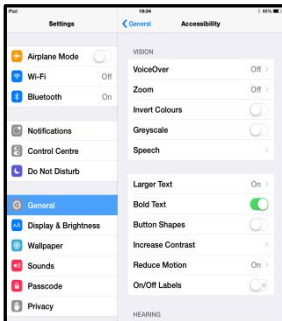 iPad
19:34
Settings
General
Accessibility
Airplane Mode
Wi-Fi Off
Bluetooth On
Notifications
Control Centre
Do Not Disturb
General
Display & Brightness
Wallpaper
Sounds
Passcode
Privacy
VISION
VoiceOver Off
Zoom Off
Invert Colours
Greyscale
Speech
Larger Text On
Bold Text
Button Shapes
Increase Contrast
Reduce Motion On
On/Off Labels
HEARING